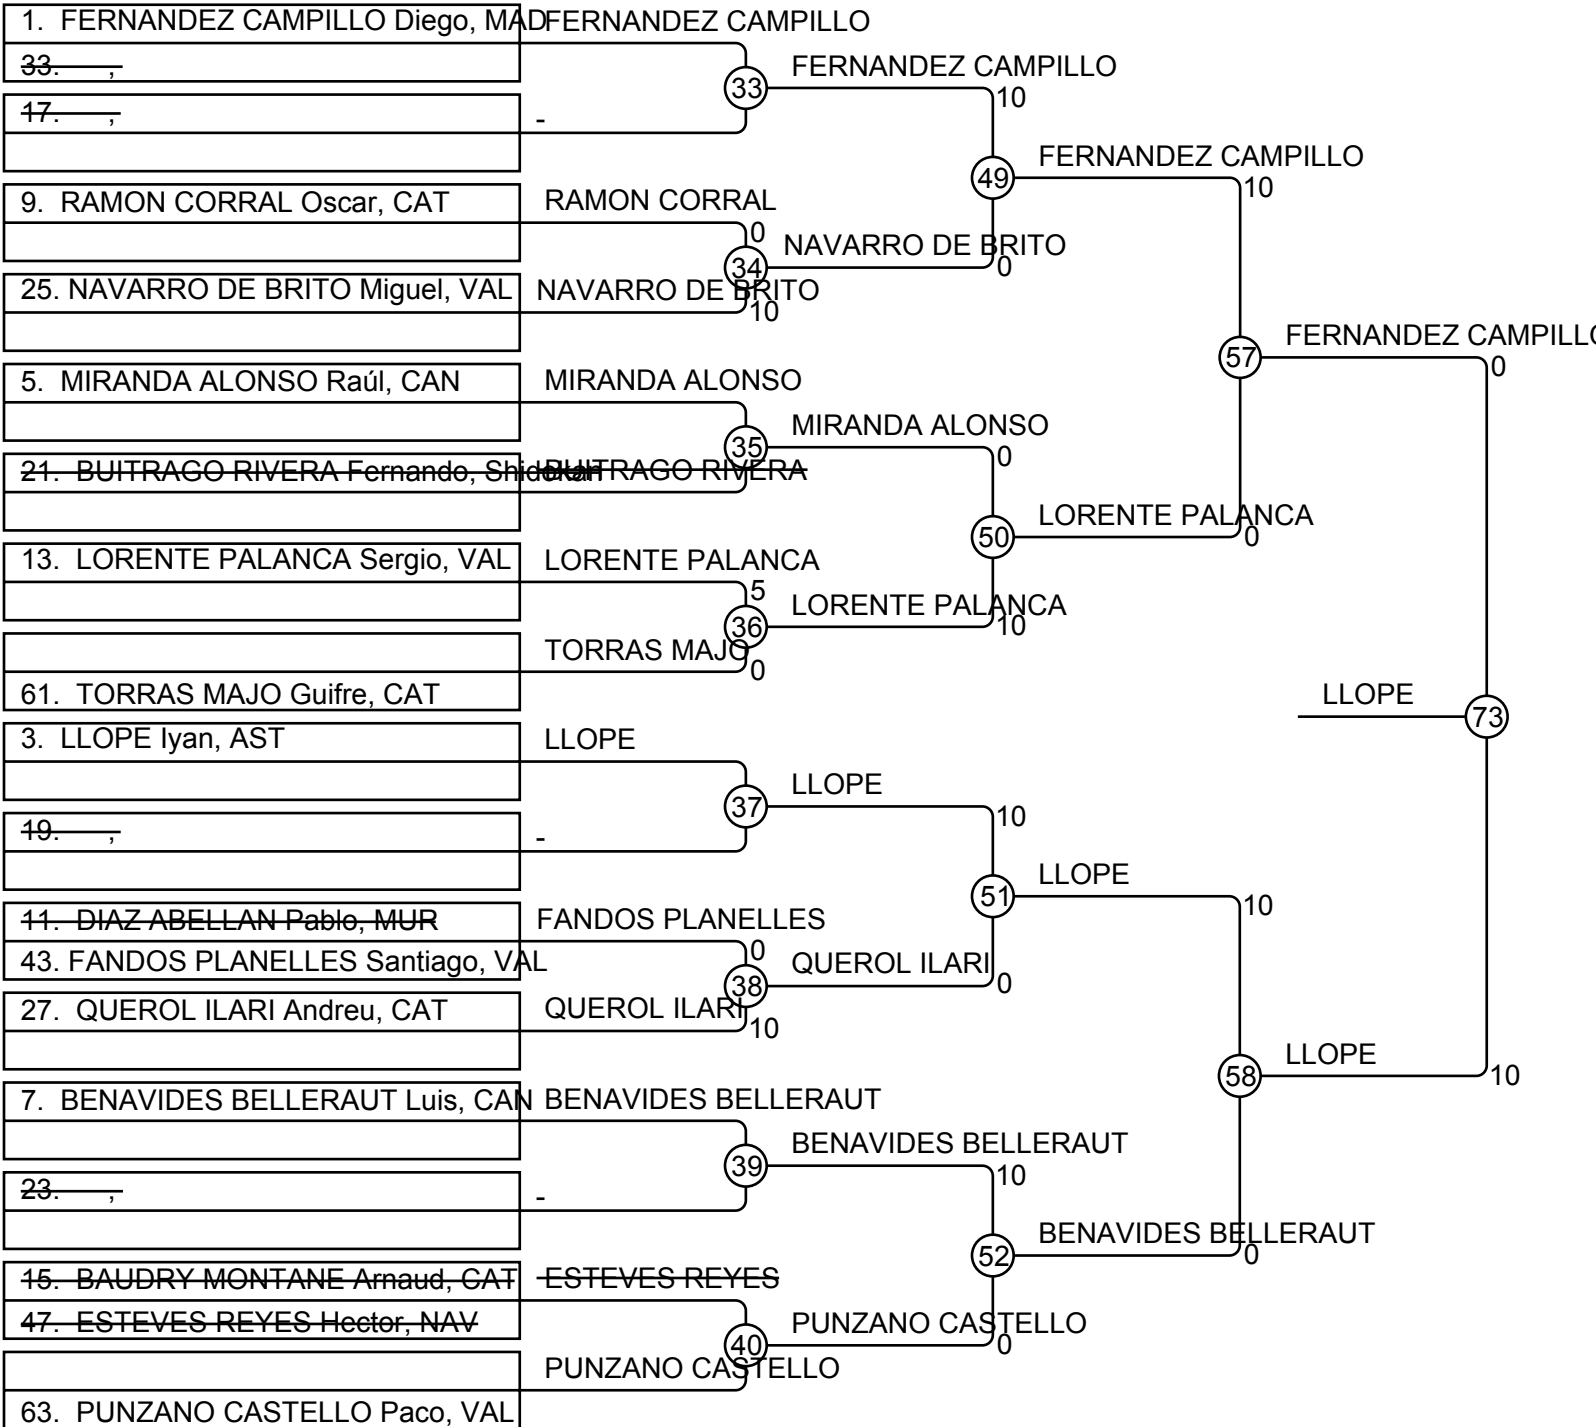 1. FERNANDEZ CAMPILLO Diego, MAD
FERNANDEZ CAMPILLO
33. ,
33
FERNANDEZ CAMPILLO
10
17. ,
-
49
FERNANDEZ CAMPILLO
10
9. RAMON CORRAL Oscar, CAT
RAMON CORRAL
0
34
NAVARRO DE BRITO
0
25. NAVARRO DE BRITO Miguel, VAL
NAVARRO DE BRITO
10
57
FERNANDEZ CAMPILLO
0
5. MIRANDA ALONSO Raúl, CAN
MIRANDA ALONSO
35
MIRANDA ALONSO
0
21. BUITRAGO RIVERA Fernando, Shidokan
BUITRAGO RIVERA
50
LORENTE PALANCA
0
13. LORENTE PALANCA Sergio, VAL
LORENTE PALANCA
5
36
LORENTE PALANCA
10
TORRAS MAJO
0
61. TORRAS MAJO Guifre, CAT
LLOPE
73
3. LLOPE Iyan, AST
LLOPE
37
LLOPE
10
19. ,
-
51
LLOPE
10
11. DIAZ ABELLAN Pablo, MUR
FANDOS PLANELLES
0
43. FANDOS PLANELLES Santiago, VAL
38
QUEROL ILARI
0
27. QUEROL ILARI Andreu, CAT
QUEROL ILARI
10
58
LLOPE
10
7. BENAVIDES BELLERAUT Luis, CAN
BENAVIDES BELLERAUT
39
BENAVIDES BELLERAUT
10
23. ,
-
52
BENAVIDES BELLERAUT
0
15. BAUDRY MONTANE Arnaud, CAT
ESTEVES REYES
47. ESTEVES REYES Hector, NAV
40
PUNZANO CASTELLO
0
PUNZANO CASTELLO
63. PUNZANO CASTELLO Paco, VAL